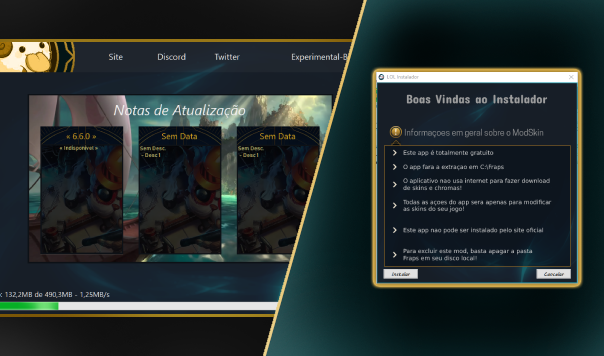 Site
Discord
Twitter
Experimental-B
Notas de Atualização
« 6.6.0 »
« Indisponivel »
Sem Data
Sem Desc.
- Desc1
Sem Data
Sem Desc.
- Desc1
: 132,2MB de 490,3MB - 1,25MB/s
LOL Instalador
Boas Vindas ao Instalador
Informaçoes em geral sobre o ModSkin
Este app é totalmente gratuito
O app fara a extraçao em C:\Fraps
O aplicativo nao usa internet para fazer download
de skins e chromas!
Todas as açoes do app sera apenas para modificar
as skins do seu jogo!
Este app nao pode ser instalado pelo site oficial
Para excluir este mod, basta apagar a pasta
Fraps em seu disco local!
Instalar
Cancelar